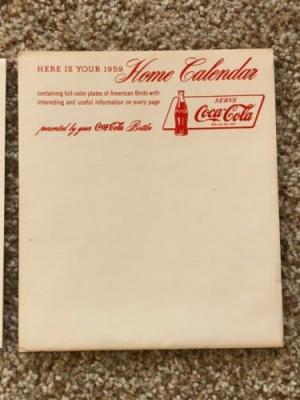 HERE IS YOUR 1959 Home Calendar
containing full-color plates of American Birds with
interesting and useful information on every page
presented by your Coca-Cola Bottler
SERVE
Coca-Cola